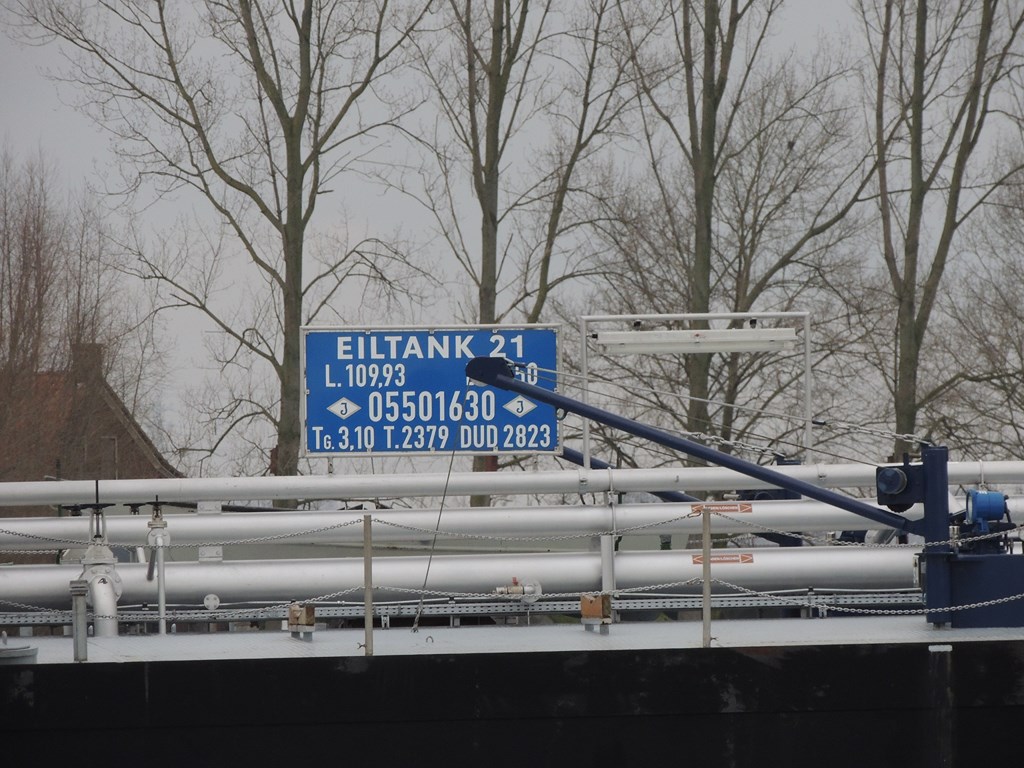 EILTANK 21
L. 109,93
J 05501630 J
TG. 3,10 T.2379 DUD 2823